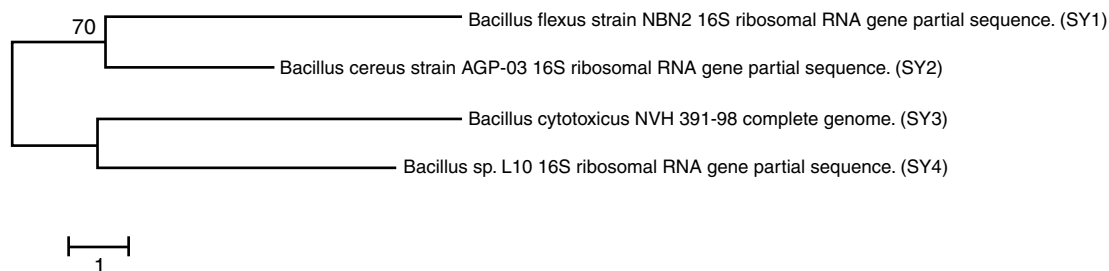 Bacillus flexus strain NBN2 16S ribosomal RNA gene partial sequence. (SY1)
70
Bacillus cereus strain AGP-03 16S ribosomal RNA gene partial sequence. (SY2)
Bacillus cytotoxicus NVH 391-98 complete genome. (SY3)
Bacillus sp. L10 16S ribosomal RNA gene partial sequence. (SY4)
1